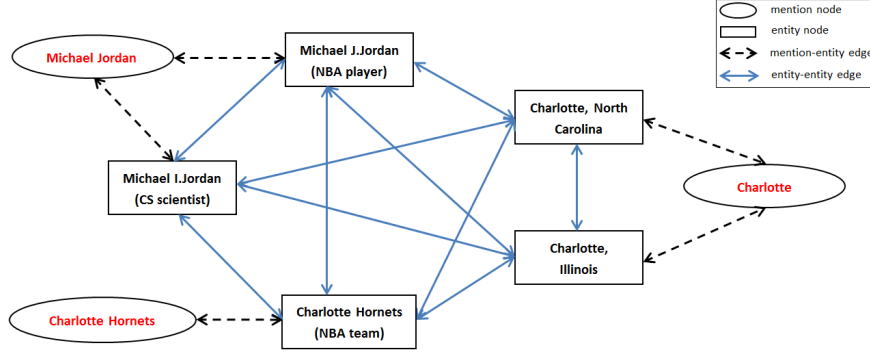 mention node
entity node
mention-entity edge
entity-entity edge
Michael Jordan
Michael J.Jordan
(NBA player)
Charlotte, North
Carolina
Michael I.Jordan
(CS scientist)
Charlotte
Charlotte,
Illinois
Charlotte Hornets
Charlotte Hornets
(NBA team)